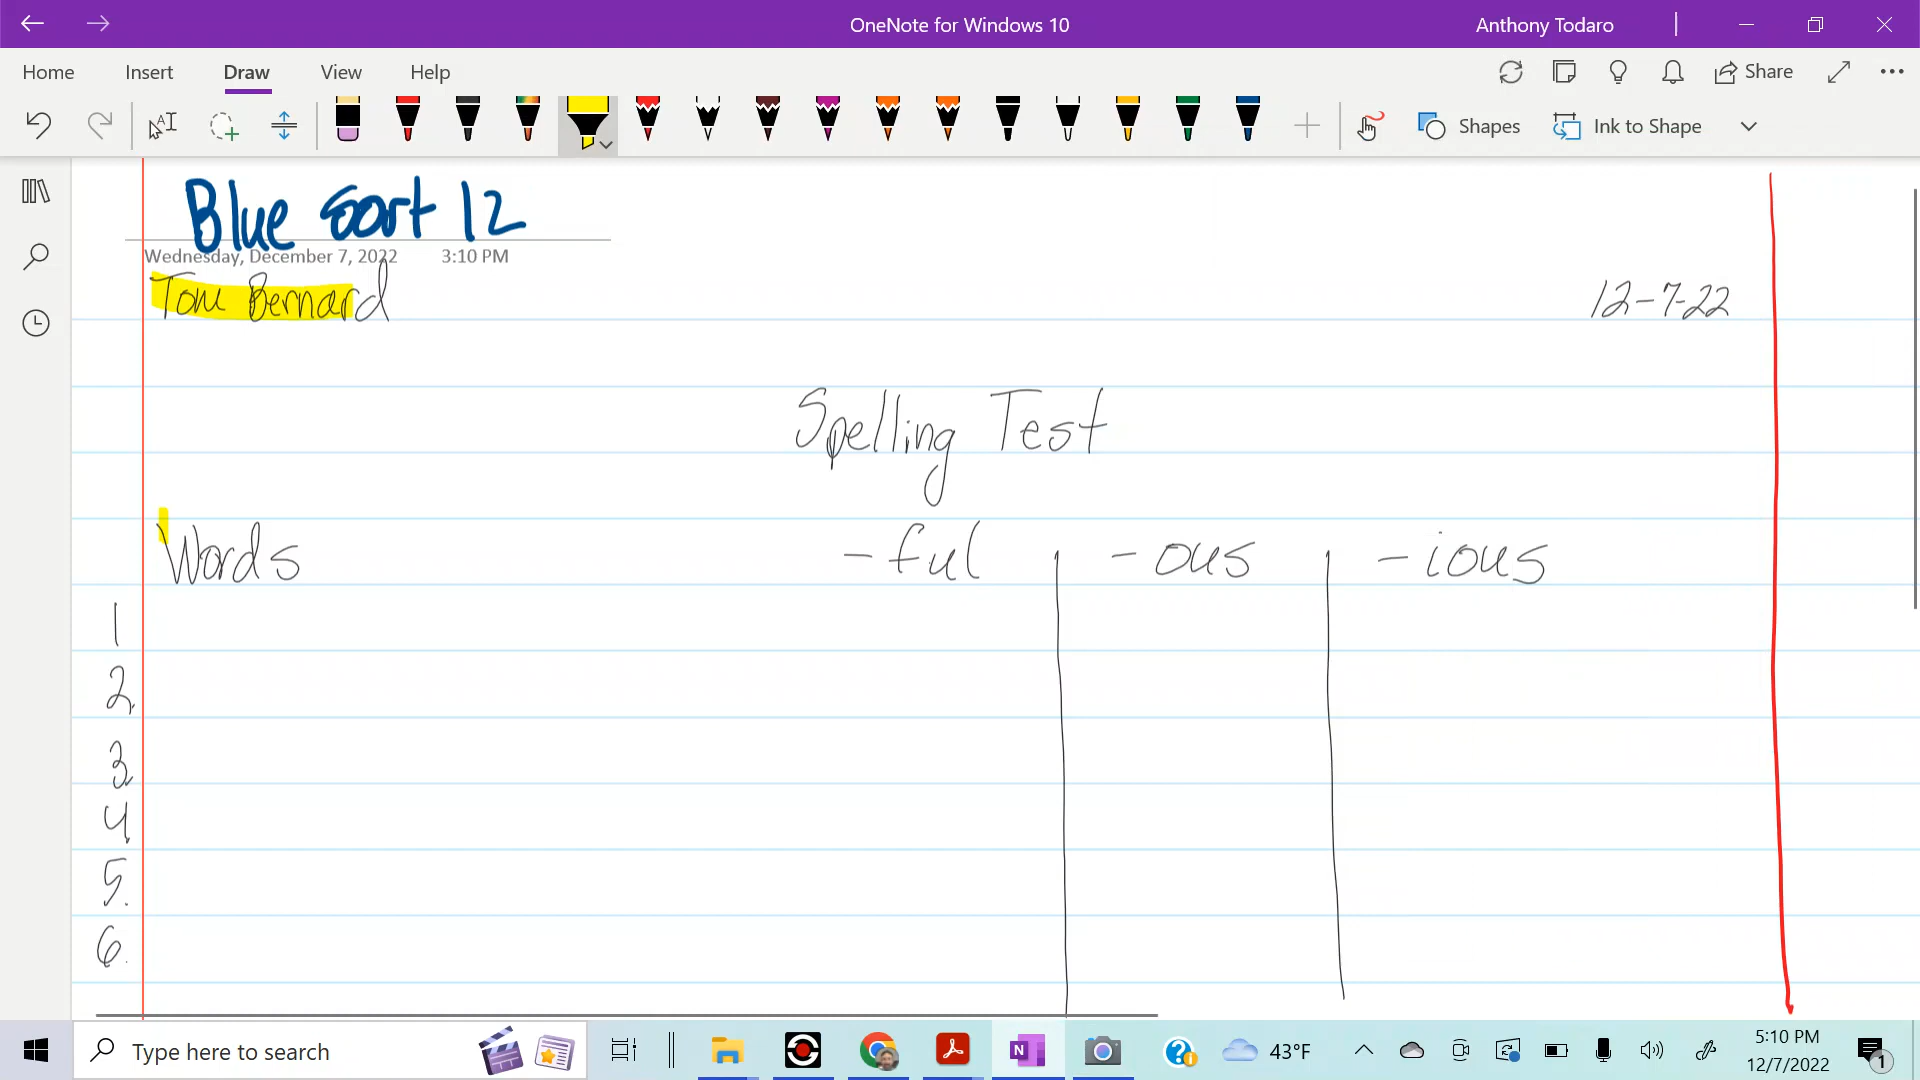 OneNote for Windows 10
Anthony Todaro
Home Insert Draw View Help
Share
Shapes Ink to Shape
Blue Sort 12
Wednesday, December 7, 2022 3:10 PM
Tom Bernard
12-7-22
Spelling Test
Words -ful -ous -ious
1
2.
3.
4.
5.
6.
Type here to search
43°F
5:10 PM
12/7/2022
1